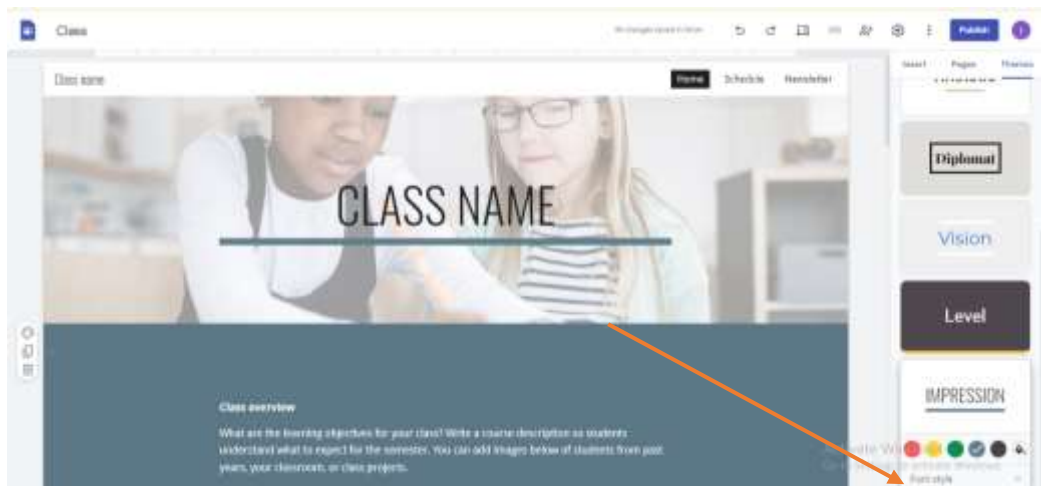 Class
Publish
Class name
Home Schedule Newsletter
Insert Pages Themes
Diplomat
Vision
Level
IMPRESSION
Font style
CLASS NAME
Class overview
What are the learning objectives for your class? Write a course description so students
understand what to expect for the semester. You can add images below of students from past
years, your classroom, or class projects.